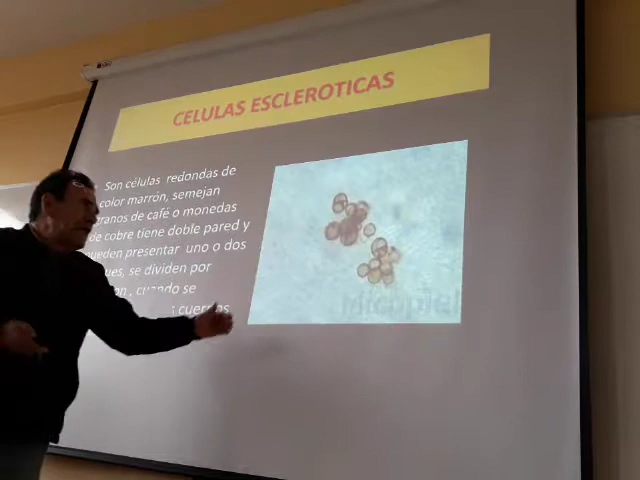 CELULAS ESCLEROTICAS
Son células redondas de
color marrón, semejan
granos de café o monedas
de cobre tiene doble pared y
pueden presentar uno o dos
se dividen por
cuando se
cuerpos